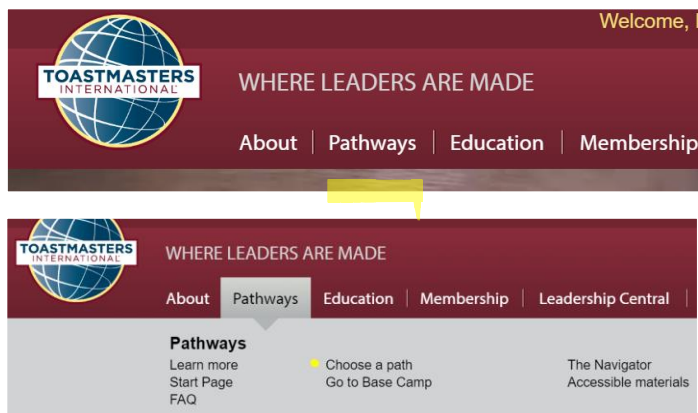 Welcome,
TOASTMASTERS
INTERNATIONAL
WHERE LEADERS ARE MADE
About | Pathways | Education | Membership
TOASTMASTERS
INTERNATIONAL
WHERE LEADERS ARE MADE
About Pathways Education | Membership | Leadership Central
Pathways
Learn more Choose a path The Navigator
Start Page Go to Base Camp Accessible materials
FAQ